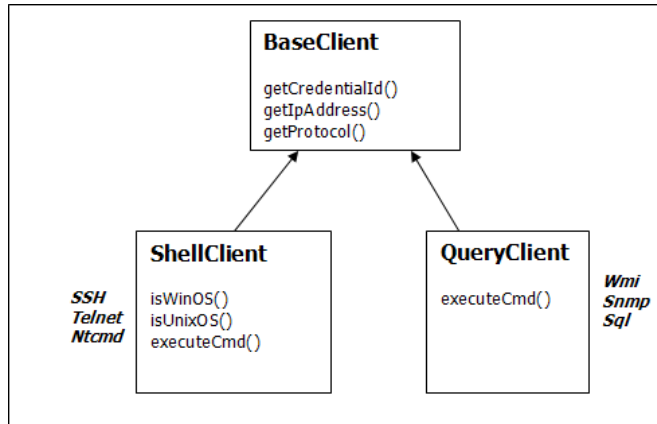 BaseClient
getCredentialId()
getIpAddress()
getProtocol()
ShellClient
isWinOS()
isUnixOS()
executeCmd()
SSH
Telnet
Ntcmd
QueryClient
executeCmd()
Wmi
Snmp
Sql